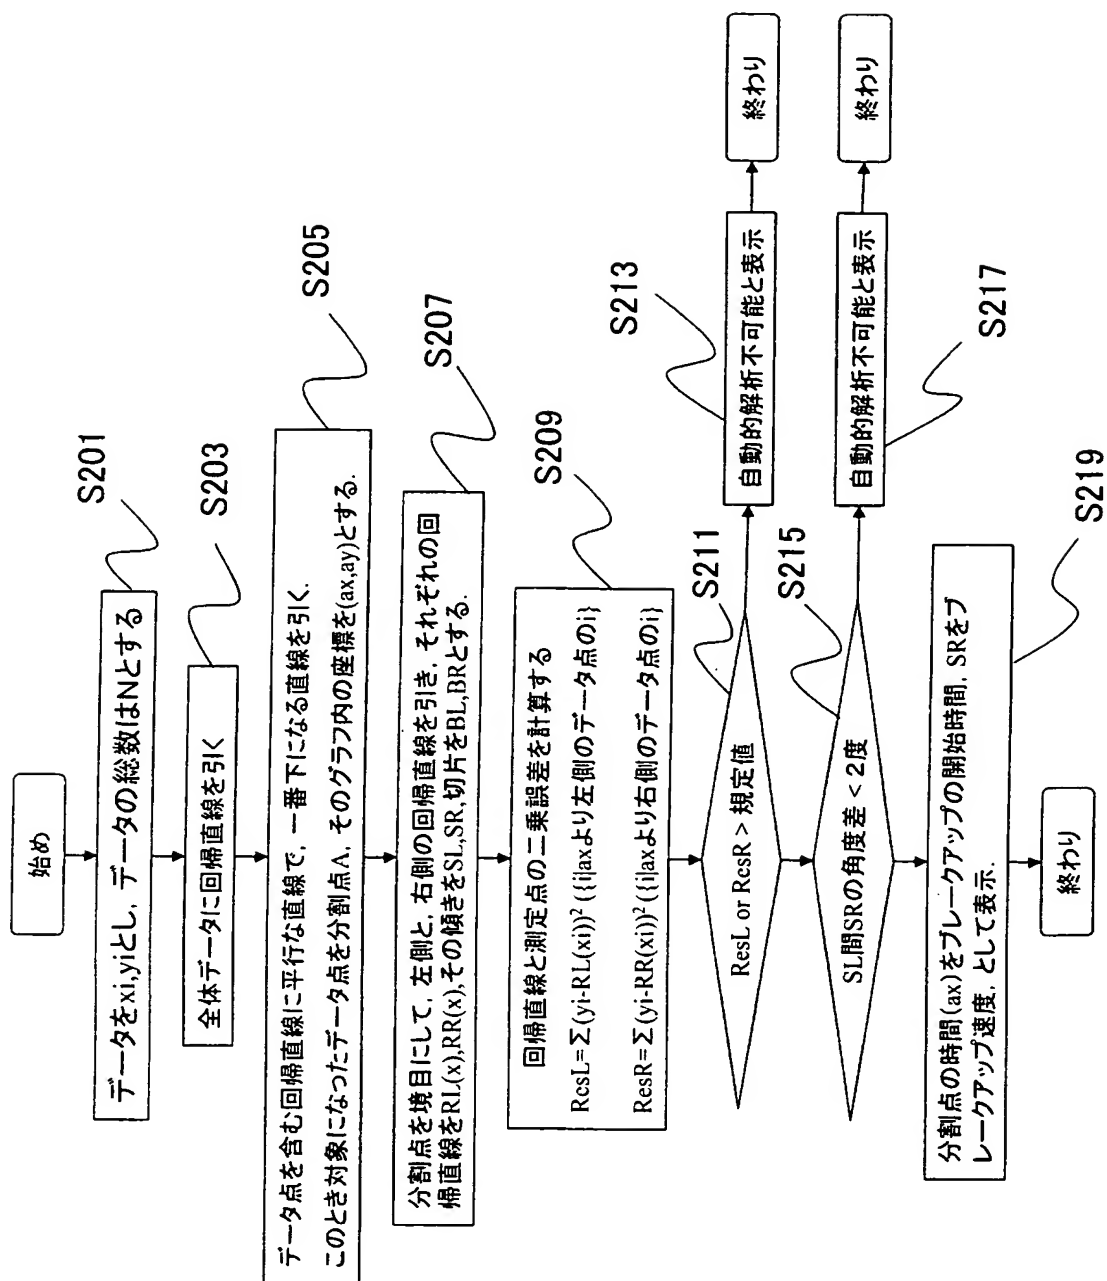 始め
データをxi,yiとし，データの総数はNとする
S201
全体データに回帰直線を引く
S203
データ点を含む回帰直線に平行な直線で，一番下になる直線を引く．
このとき対象になったデータ点を分割点A，そのグラフ内の座標を(ax,ay)とする．
S205
分割点を境目にして，左側と，右側の回帰直線を引き，それぞれの回
帰直線をRL(x),RR(x),その傾きをSL,SR,切片をBL,BRとする．
S207
回帰直線と測定点の二乗誤差を計算する
ResL=Σ(yi-RL(xi))² ({i|axより左側のデータ点のi}
ResR=Σ(yi-RR(xi))² ({i|axより右側のデータ点のi}
S209
ResL or ResR > 規定値
S211
自動的解析不可能と表示
S213
終わり
SL間SRの角度差 < 2度
S215
自動的解析不可能と表示
S217
終わり
分割点の時間(ax)をブレークアップの開始時間，SRをブ
レークアップ速度，として表示．
S219
終わり